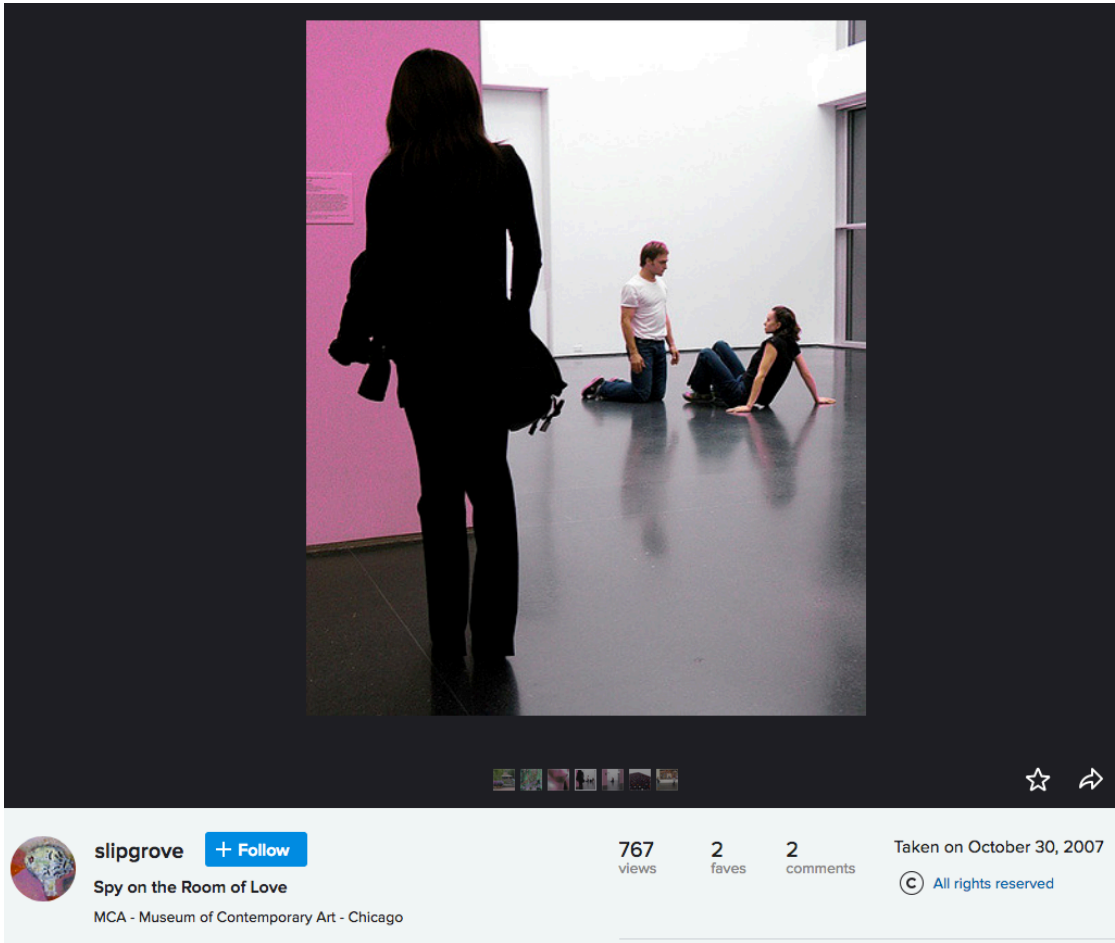 slipgrove
+ Follow
Spy on the Room of Love
MCA - Museum of Contemporary Art - Chicago
767
views
2
faves
2
comments
Taken on October 30, 2007
© All rights reserved